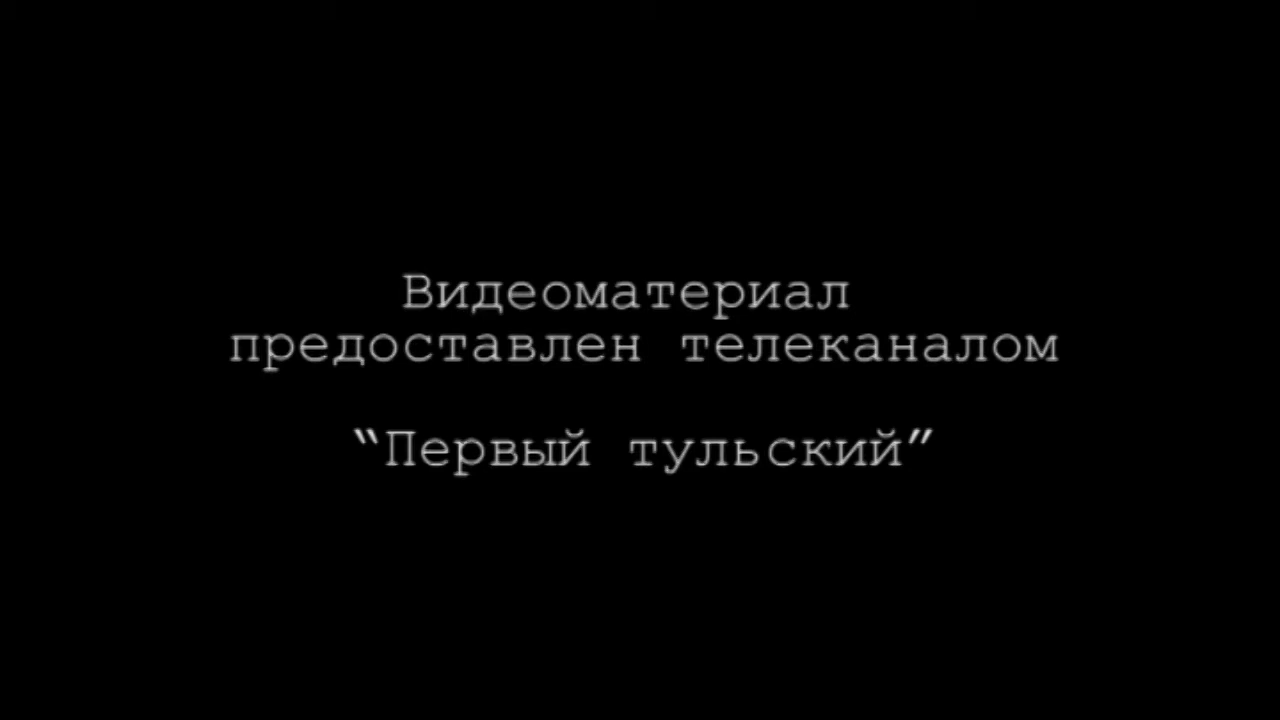 Видеоматериал
предоставлен телеканалом
“Первый тульский”